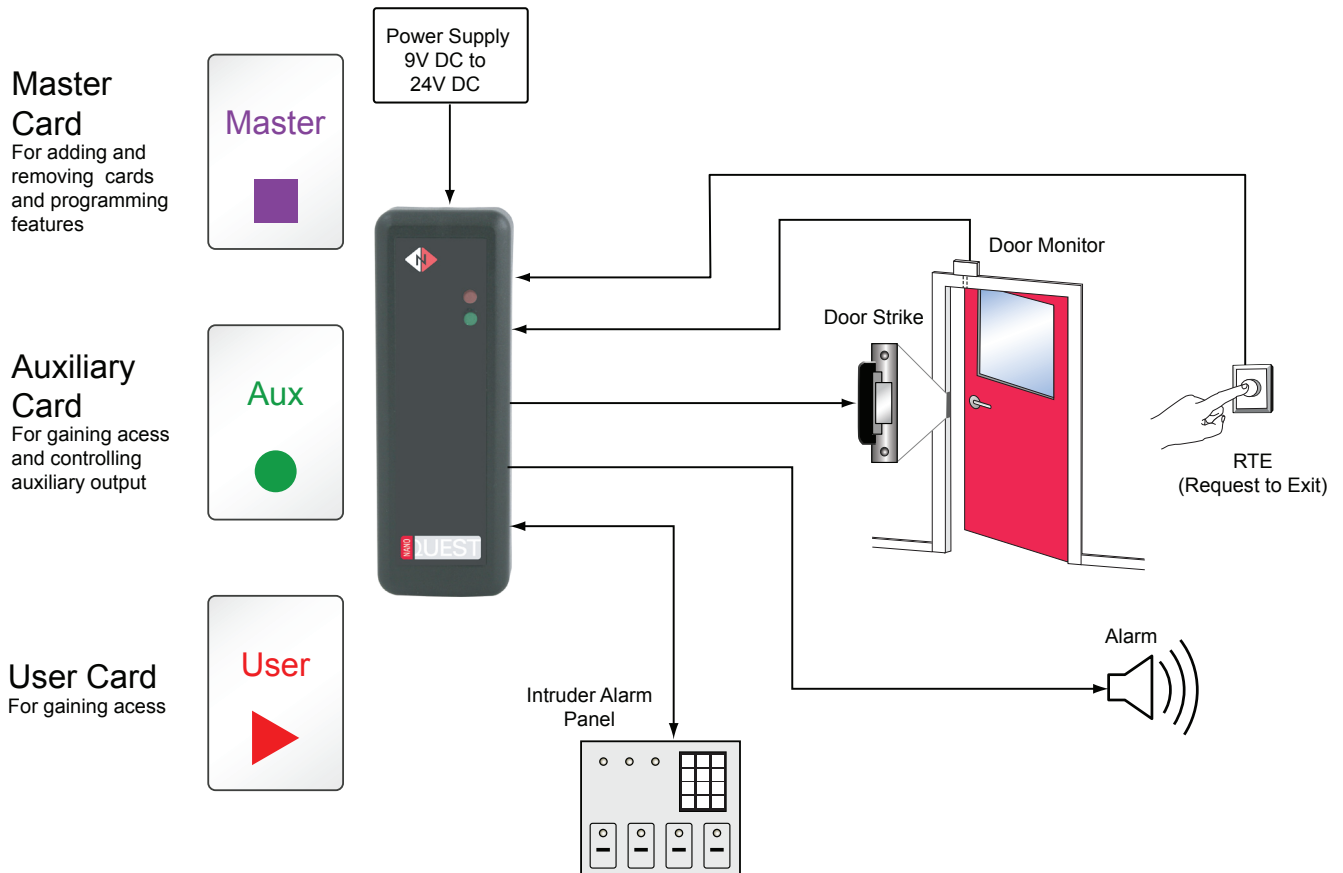 Power Supply
9V DC to
24V DC
Master
Card
For adding and
removing cards
and programming
features
Master
Auxiliary
Card
For gaining acess
and controlling
auxiliary output
Aux
User Card
For gaining acess
User
NANO QUEST
Door Monitor
Door Strike
RTE
(Request to Exit)
Alarm
Intruder Alarm
Panel